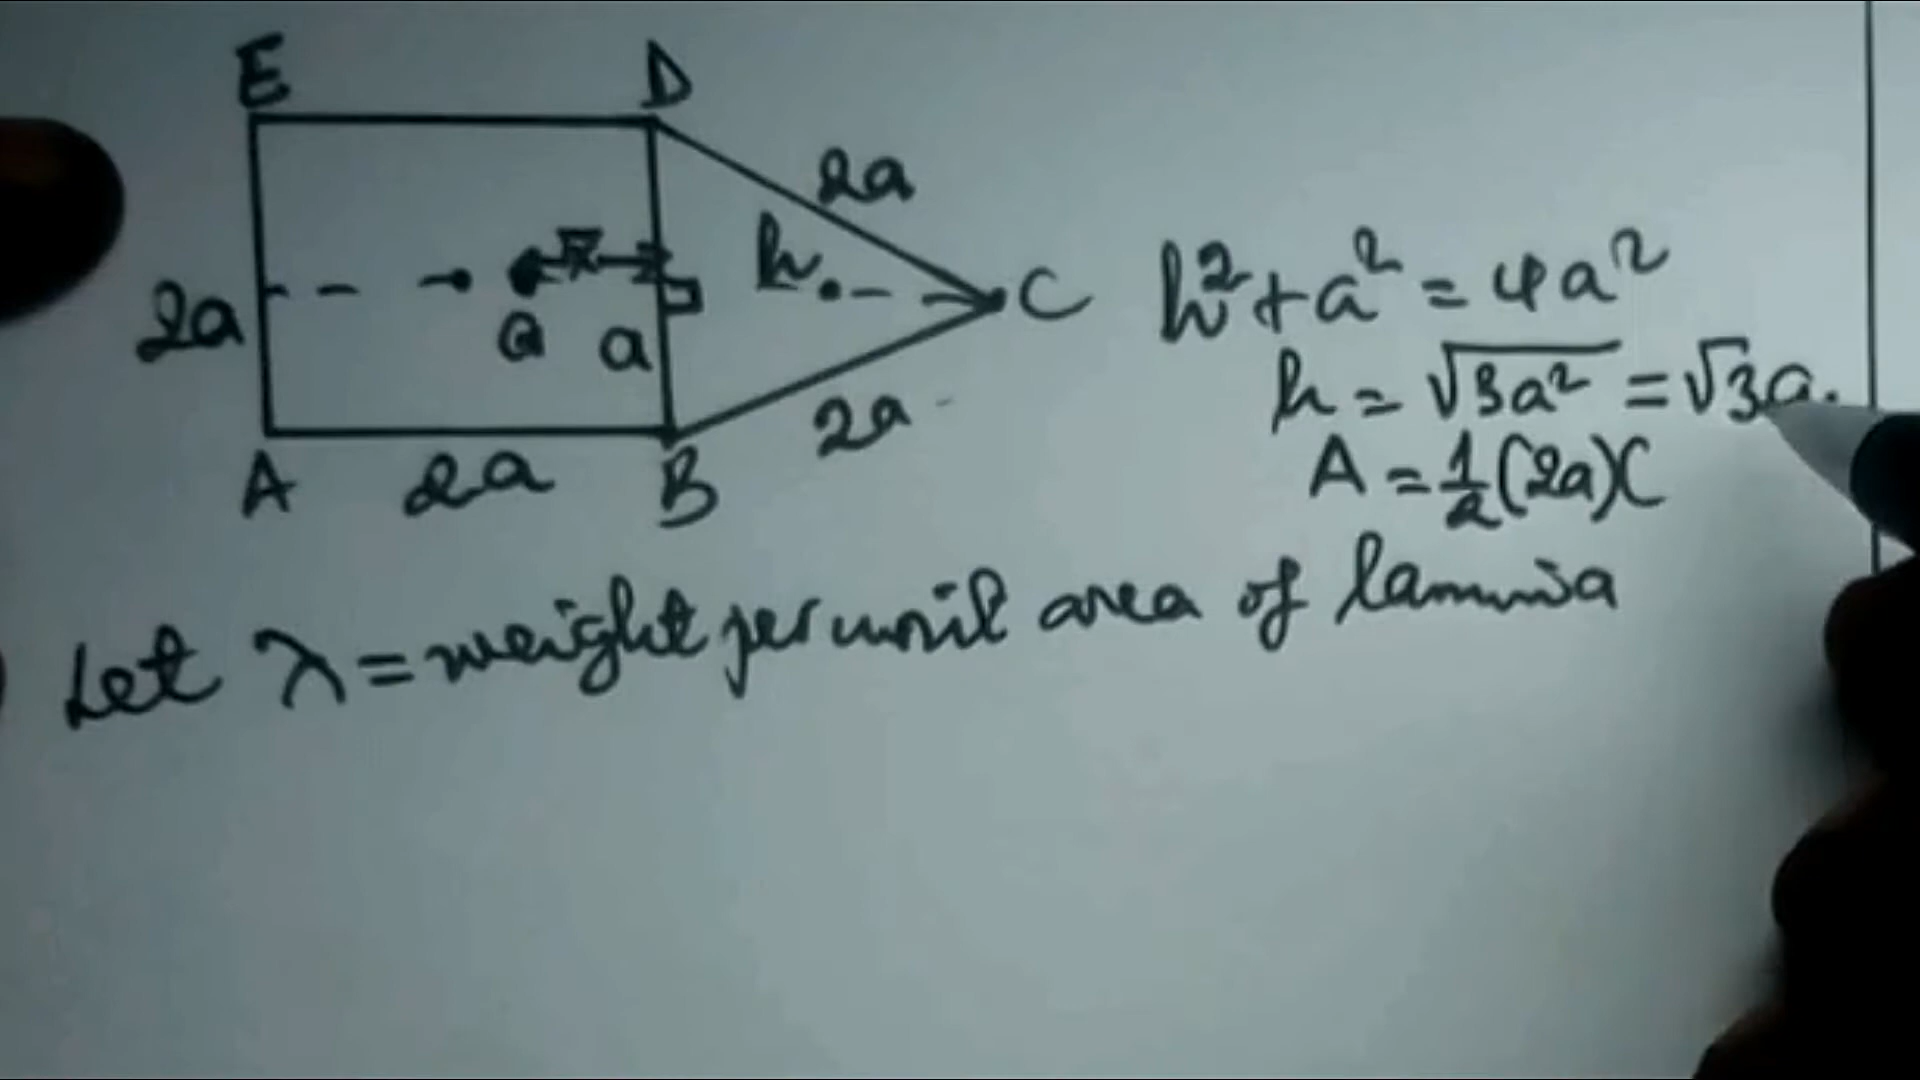 E D
2a
h
x̄
C
2a
G a
2a
A 2a B
h² + a² = 4a²
h = √3a² = √3a.
A = ½(2a)(
Let λ = weight per unit area of lamina